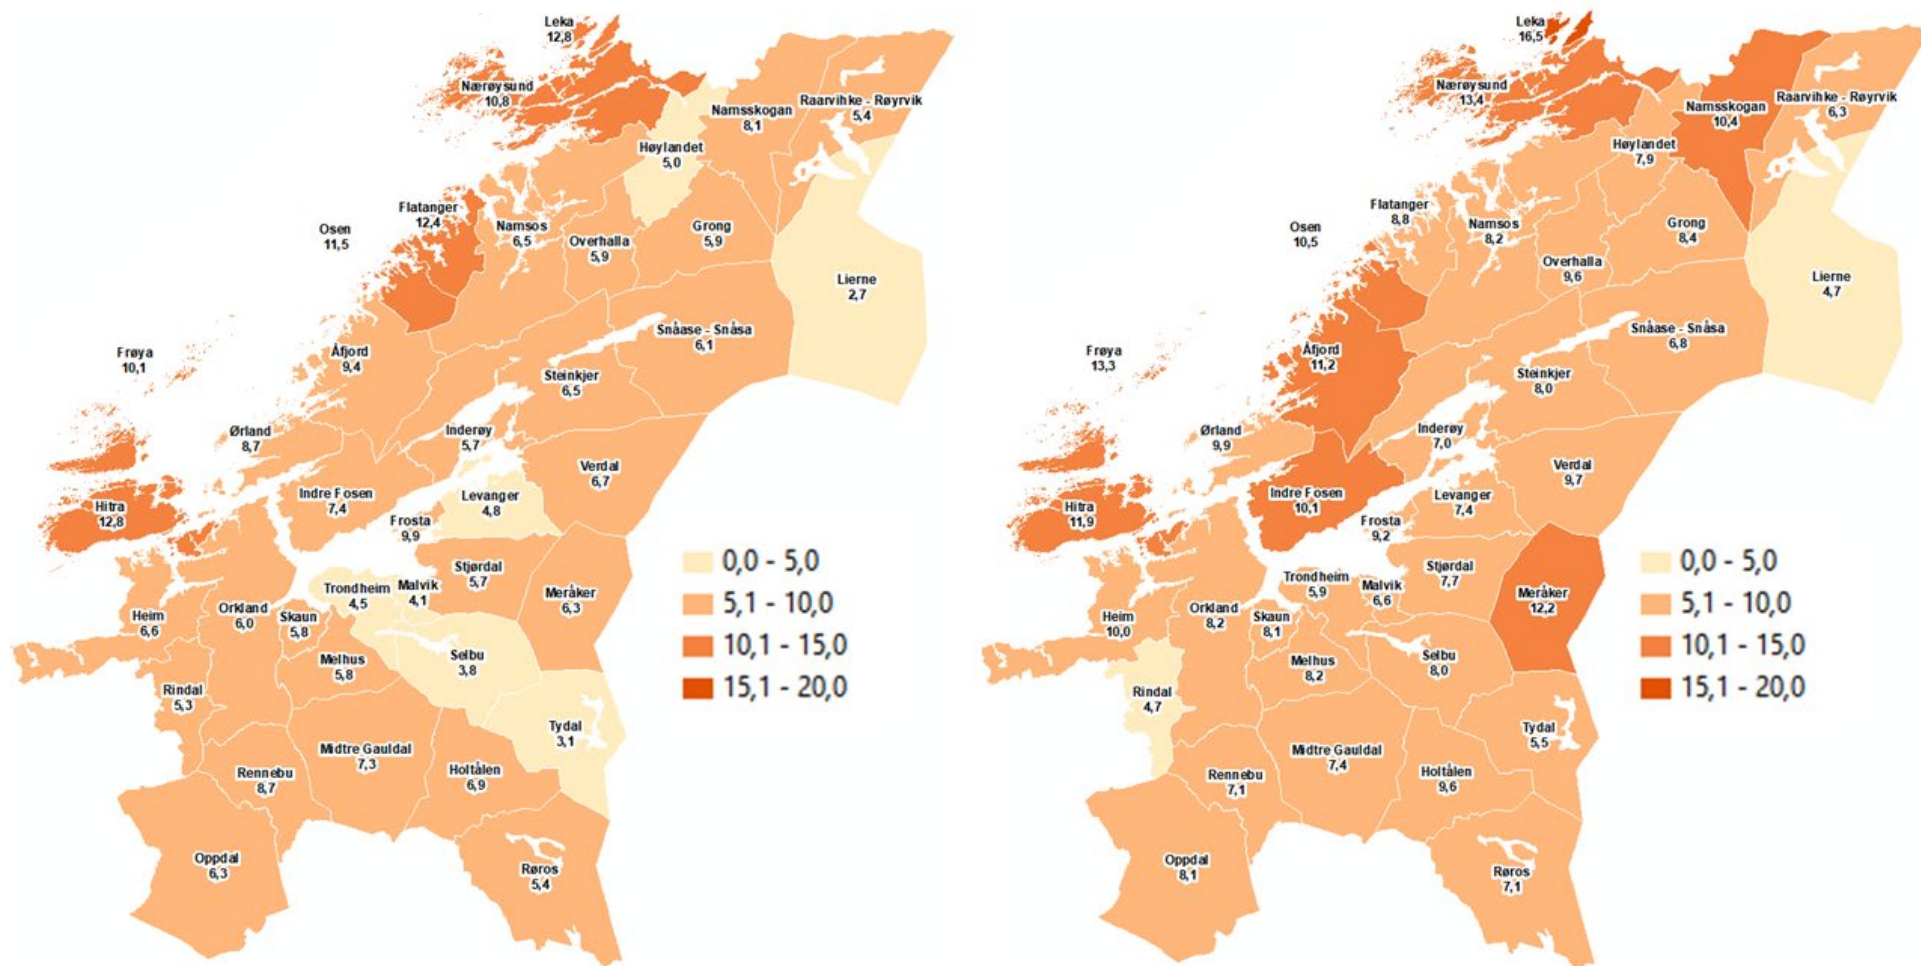 Leka
12,8
Nærøysund
10,8
Namsskogan
8,1
Raarvihke - Røyrvik
5,4
Høylandet
5,0
Flatanger
12,4
Osen
11,5
Namsos
6,5
Overhalla
5,9
Grong
5,9
Lierne
2,7
Snåase - Snåsa
6,1
Frøya
10,1
Åfjord
9,4
Steinkjer
6,5
Ørland
8,7
Inderøy
5,7
Verdal
6,7
Indre Fosen
7,4
Levanger
4,8
Hitra
12,8
Frosta
9,9
Stjørdal
5,7
Trondheim
4,5
Malvik
4,1
Meråker
6,3
Heim
6,6
Orkland
6,0
Skaun
5,8
Melhus
5,8
Selbu
3,8
Rindal
5,3
Tydal
3,1
Midtre Gauldal
7,3
Rennebu
8,7
Holtålen
6,9
Oppdal
6,3
Røros
5,4
0,0 - 5,0
5,1 - 10,0
10,1 - 15,0
15,1 - 20,0
Leka
16,5
Nærøysund
13,4
Namsskogan
10,4
Raarvihke - Røyrvik
6,3
Høylandet
7,9
Flatanger
8,8
Osen
10,5
Namsos
8,2
Overhalla
9,6
Grong
8,4
Lierne
4,7
Snåase - Snåsa
6,8
Frøya
13,3
Åfjord
11,2
Steinkjer
8,0
Ørland
9,9
Inderøy
7,0
Verdal
9,7
Indre Fosen
10,1
Levanger
7,4
Hitra
11,9
Frosta
9,2
Stjørdal
7,7
Trondheim
5,9
Malvik
6,6
Meråker
12,2
Heim
10,0
Orkland
8,2
Skaun
8,1
Melhus
8,2
Selbu
8,0
Rindal
4,7
Tydal
5,5
Midtre Gauldal
7,4
Rennebu
7,1
Holtålen
9,6
Oppdal
8,1
Røros
7,1
0,0 - 5,0
5,1 - 10,0
10,1 - 15,0
15,1 - 20,0